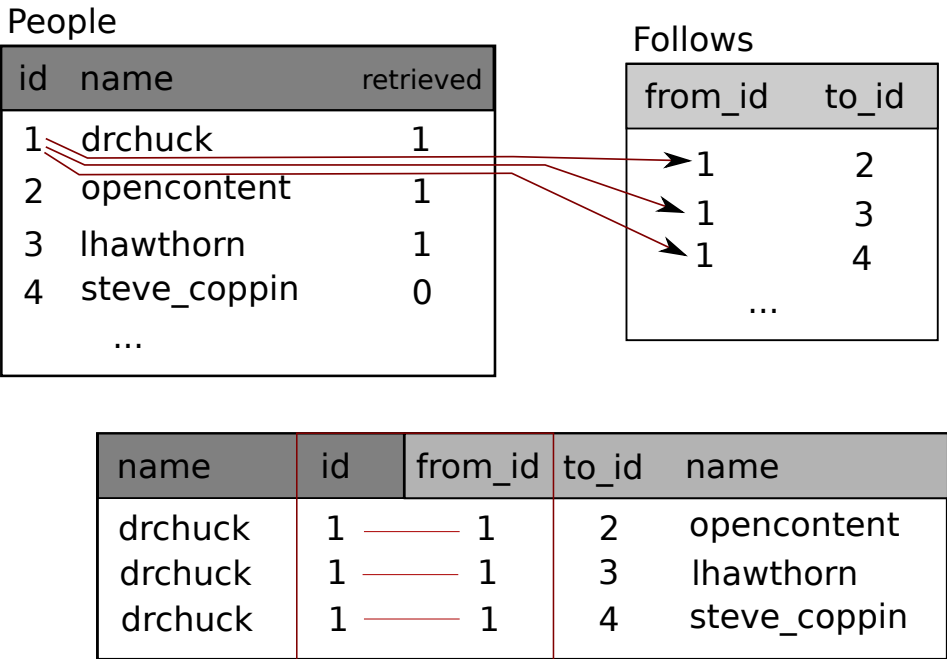 People
id name retrieved
1 drchuck 1
2 opencontent 1
3 lhawthorn 1
4 steve_coppin 0
...
Follows
from_id to_id
1 2
1 3
1 4
...
name id from_id to_id name
drchuck 1 1 2 opencontent
drchuck 1 1 3 lhawthorn
drchuck 1 1 4 steve_coppin